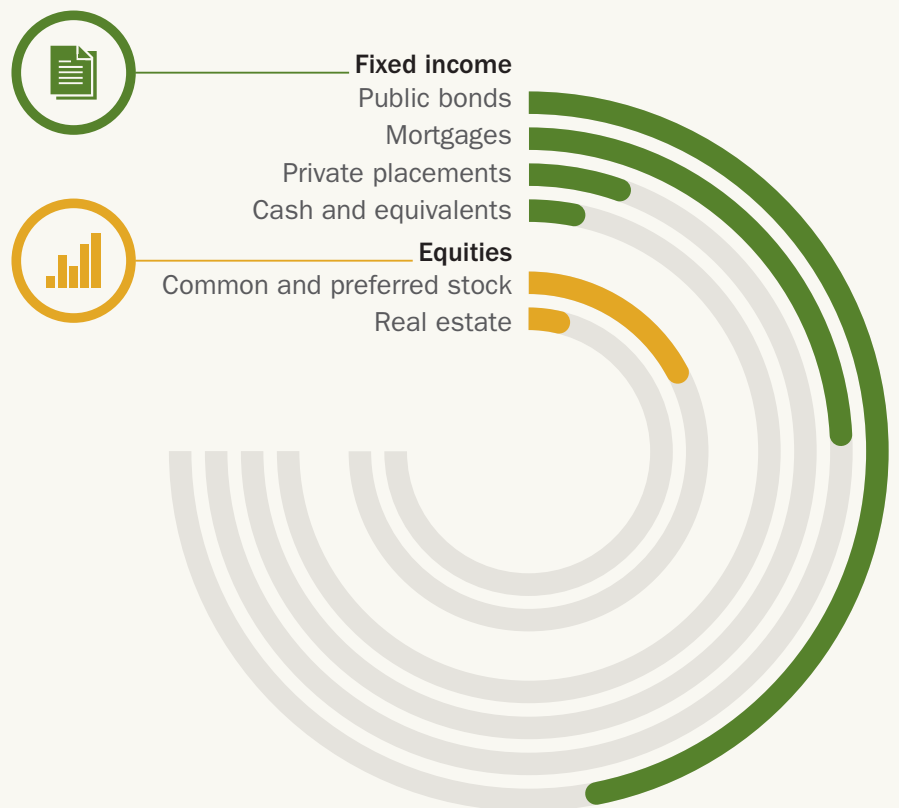 Fixed income
Public bonds
Mortgages
Private placements
Cash and equivalents
Equities
Common and preferred stock
Real estate